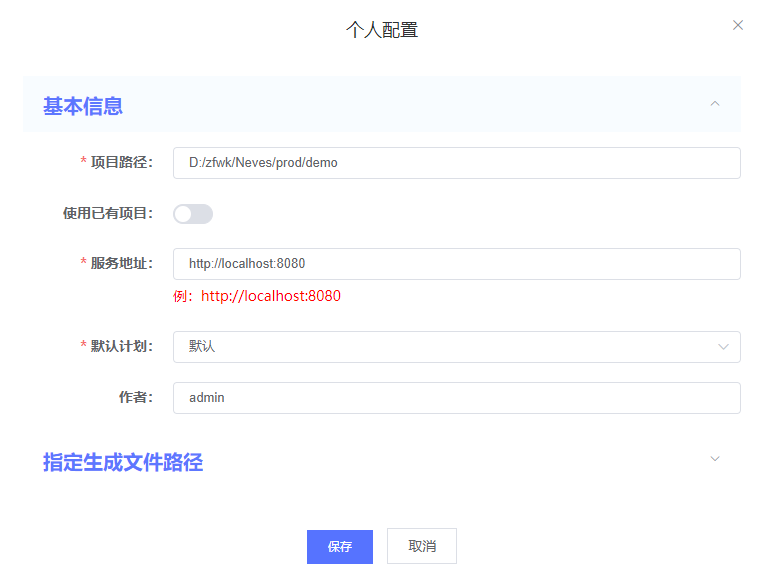 个人配置
基本信息
* 项目路径： D:/zfwk/Neves/prod/demo
使用已有项目：
* 服务地址： http://localhost:8080
例：http://localhost:8080
* 默认计划： 默认
作者： admin
指定生成文件路径
保存 取消